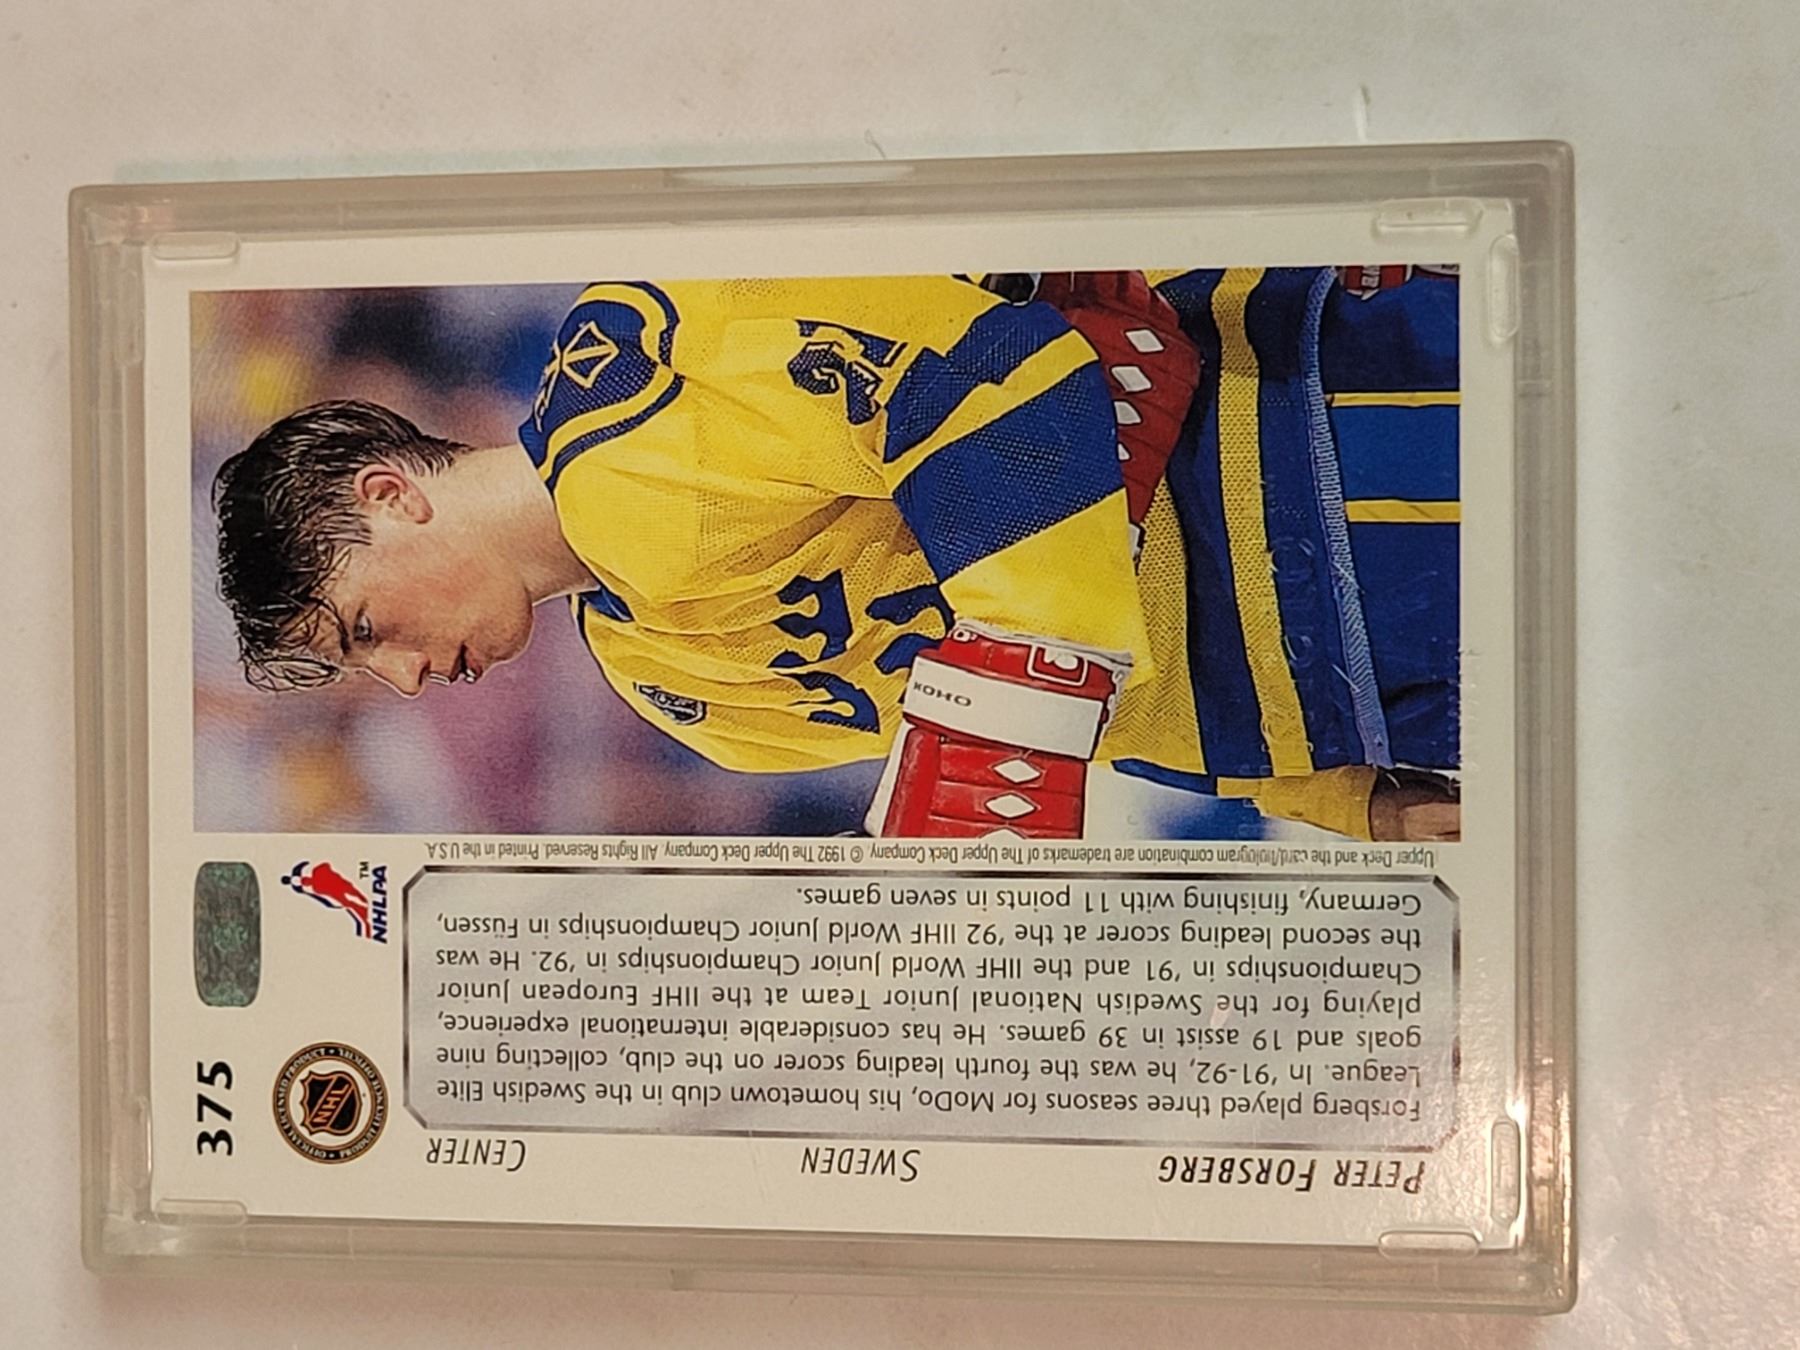 PETER FORSBERG SWEDEN CENTER
Forsberg played three seasons for MoDo, his hometown club in the Swedish Elite
League. In '91-92, he was the fourth leading scorer on the club, collecting nine
goals and 19 assist in 39 games. He has considerable international experience,
playing for the Swedish National Junior Team at the IIHF European Junior
Championships in '91 and the IIHF World Junior Championships in '92. He was
the second leading scorer at the '92 IIHF World Junior Championships in Füssen,
Germany, finishing with 11 points in seven games.
Upper Deck and the card/hologram combination are trademarks of The Upper Deck Company. © 1992 The Upper Deck Company. All Rights Reserved. Printed in the U.S.A.
375
NHL
OFFICIAL LICENSED PRODUCT
NHLPA
TM
KOHO